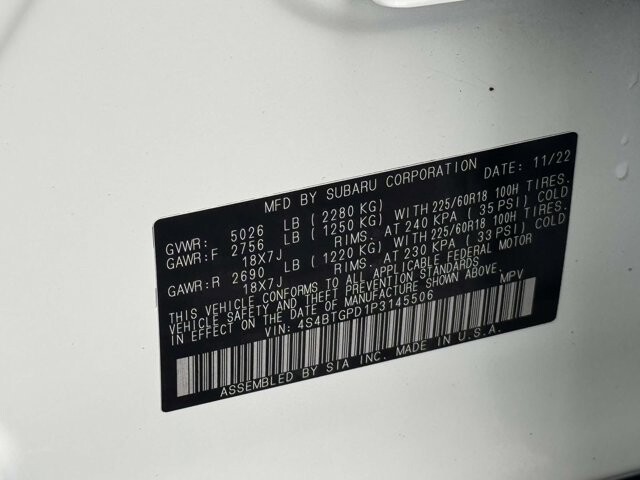 MFD BY SUBARU CORPORATION DATE: 11/22
GVWR: 5026 LB (2280 KG)
GAWR:F 2756 LB (1250 KG) WITH 225/60R18 100H TIRES.
18X7J RIMS. AT 240 KPA (35 PSI) COLD
GAWR:R 2690 LB (1220 KG) WITH 225/60R18 100H TIRES.
18X7J RIMS. AT 230 KPA (33 PSI) COLD
THIS VEHICLE CONFORMS TO ALL APPLICABLE FEDERAL MOTOR
VEHICLE SAFETY AND THEFT PREVENTION STANDARDS
IN EFFECT ON THE DATE OF MANUFACTURE SHOWN ABOVE.
VIN: 4S4BTGPD1P3145506 MPV
ASSEMBLED BY SIA INC. MADE IN U.S.A.